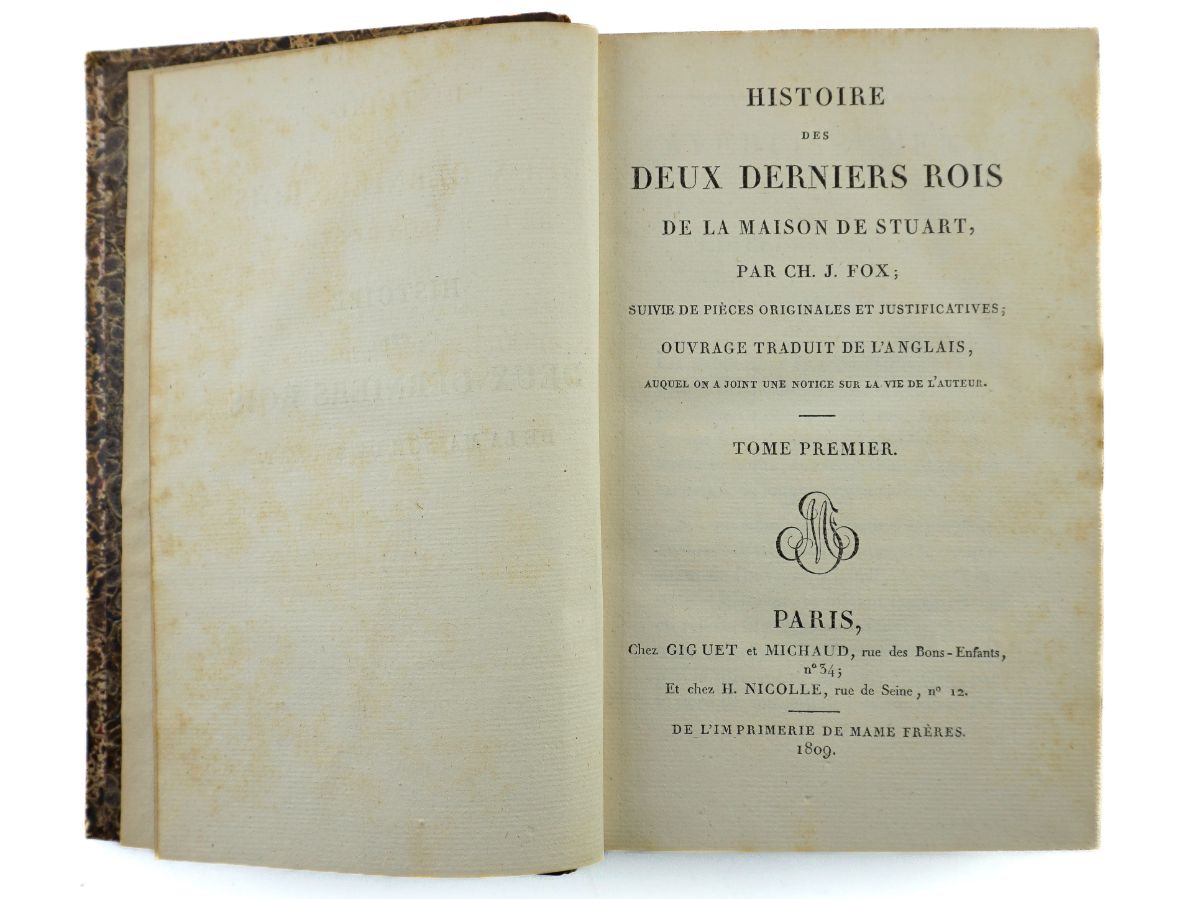 HISTOIRE
DES
DEUX DERNIERS ROIS
DE LA MAISON DE STUART,
PAR CH. J. FOX;
SUIVIE DE PIÈCES ORIGINALES ET JUSTIFICATIVES;
OUVRAGE TRADUIT DE L'ANGLAIS,
AUQUEL ON A JOINT UNE NOTICE SUR LA VIE DE L'AUTEUR.
TOME PREMIER.
PARIS,
Chez GIGUET et MICHAUD, rue des Bons-Enfants,
nº 34;
Et chez H. NICOLLE, rue de Seine, nº 12.
DE L'IMPRIMERIE DE MAME FRÈRES.
1809.